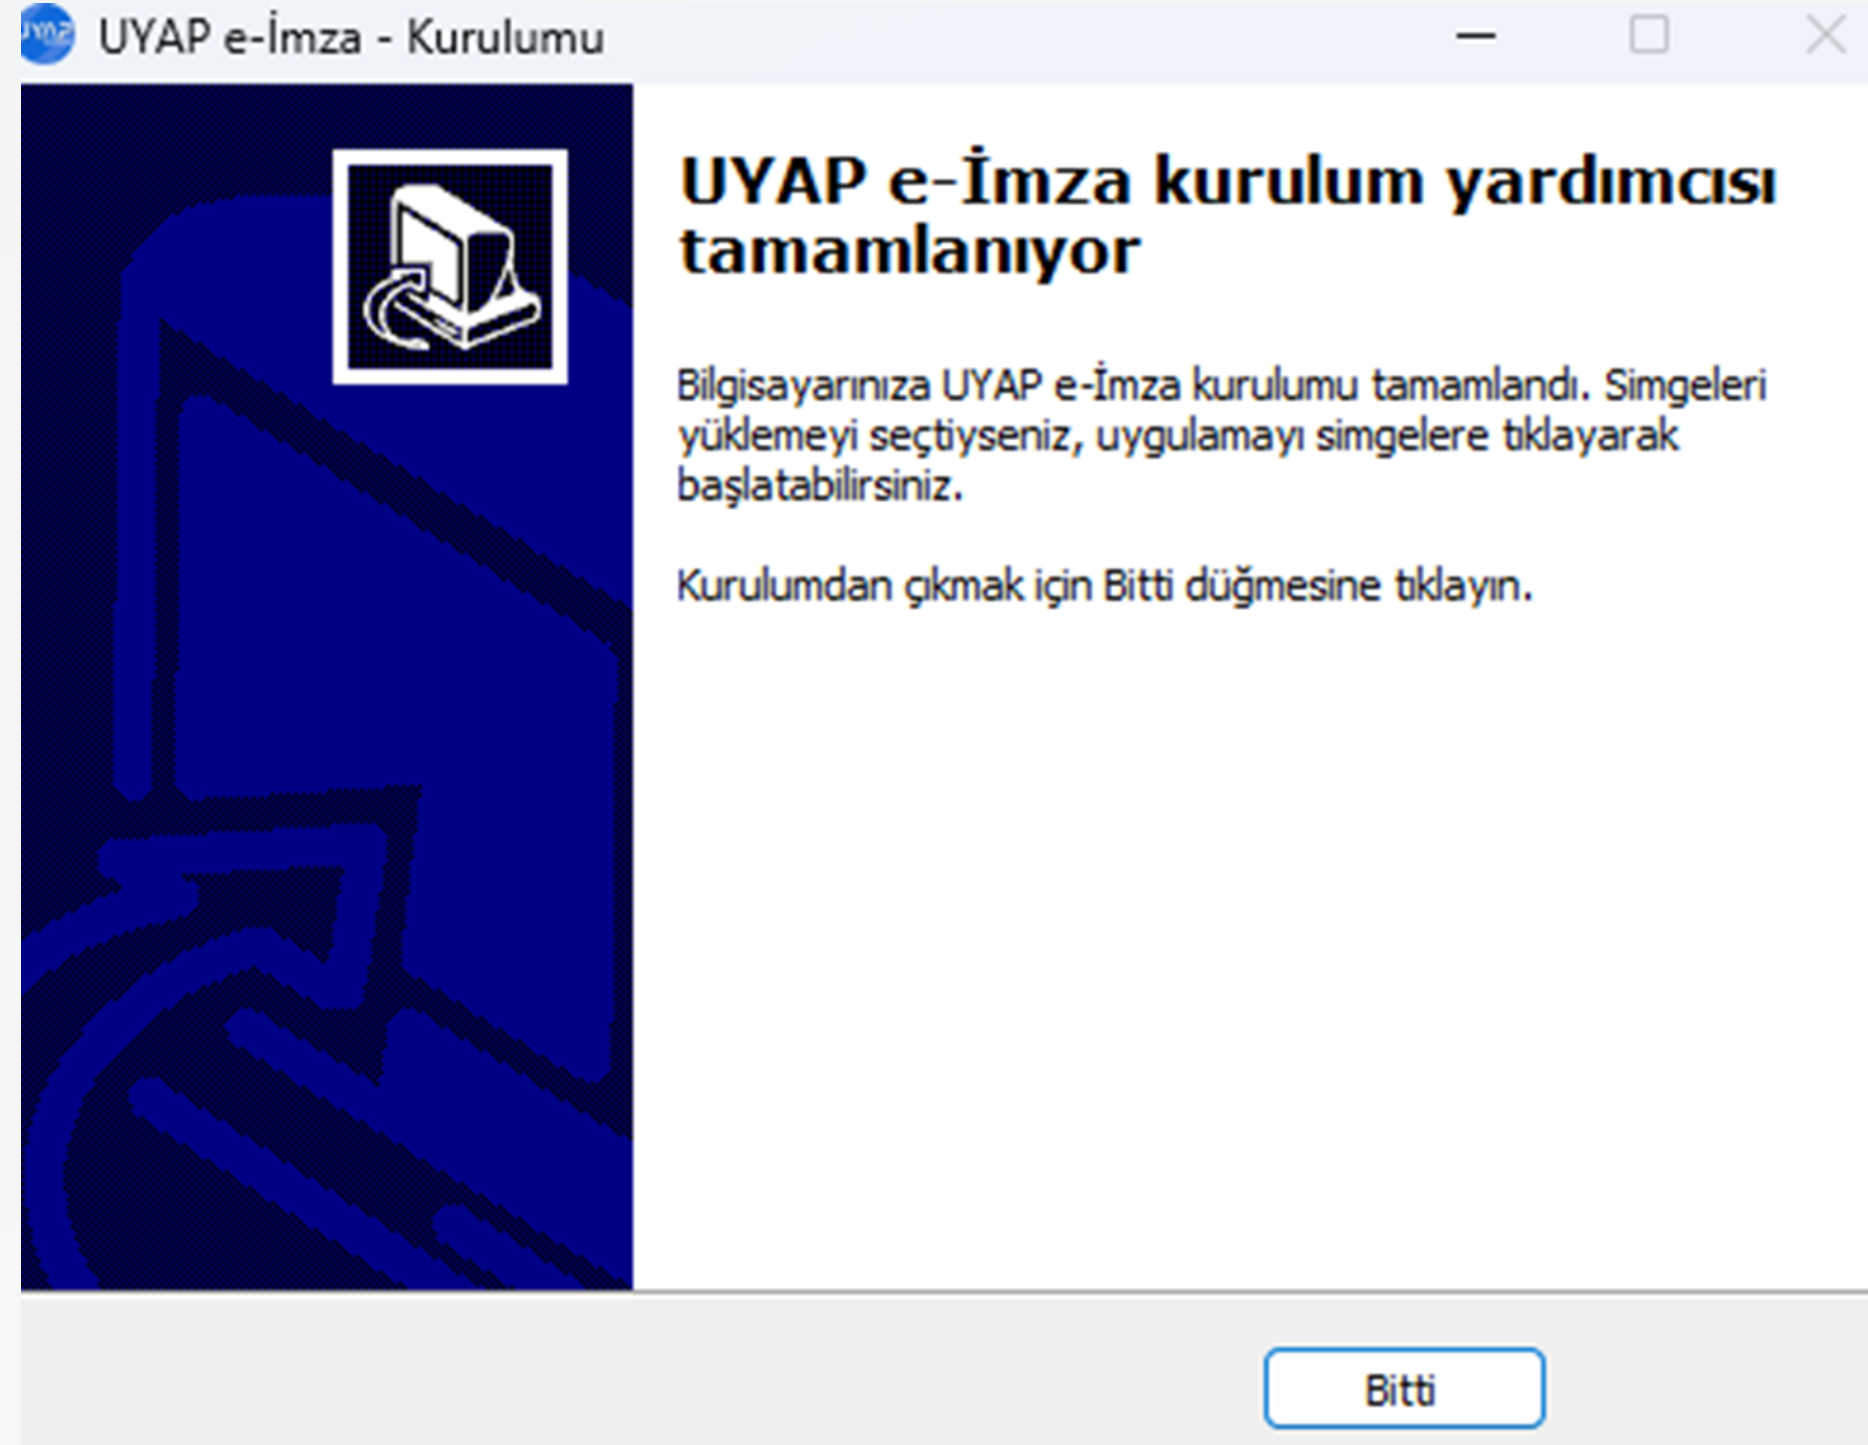 UYAP
UYAP e-İmza - Kurulumu
UYAP e-İmza kurulum yardımcısı
tamamlanıyor
Bilgisayarınıza UYAP e-İmza kurulumu tamamlandı. Simgeleri
yüklemeyi seçtiyseniz, uygulamayı simgelere tıklayarak
başlatabilirsiniz.
Kurulumdan çıkmak için Bitti düğmesine tıklayın.
Bitti